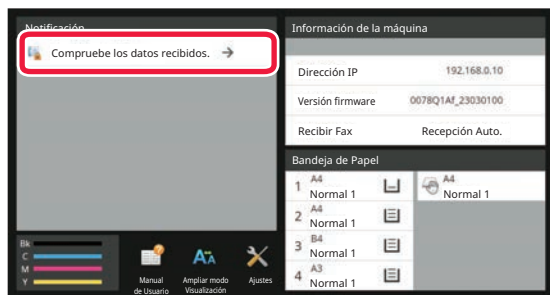 Notificación
Compruebe los datos recibidos. →
Información de la máquina
Dirección IP 192.168.0.10
Versión firmware 0078Q1Af_23030100
Recibir Fax Recepción Auto.
Bandeja de Papel
1 A4
Normal 1
A4
Normal 1
2 A4
Normal 1
3 B4
Normal 1
4 A3
Normal 1
Bk
C
M
Y
Manual
de Usuario
Ampliar modo
Visualización
Ajustes